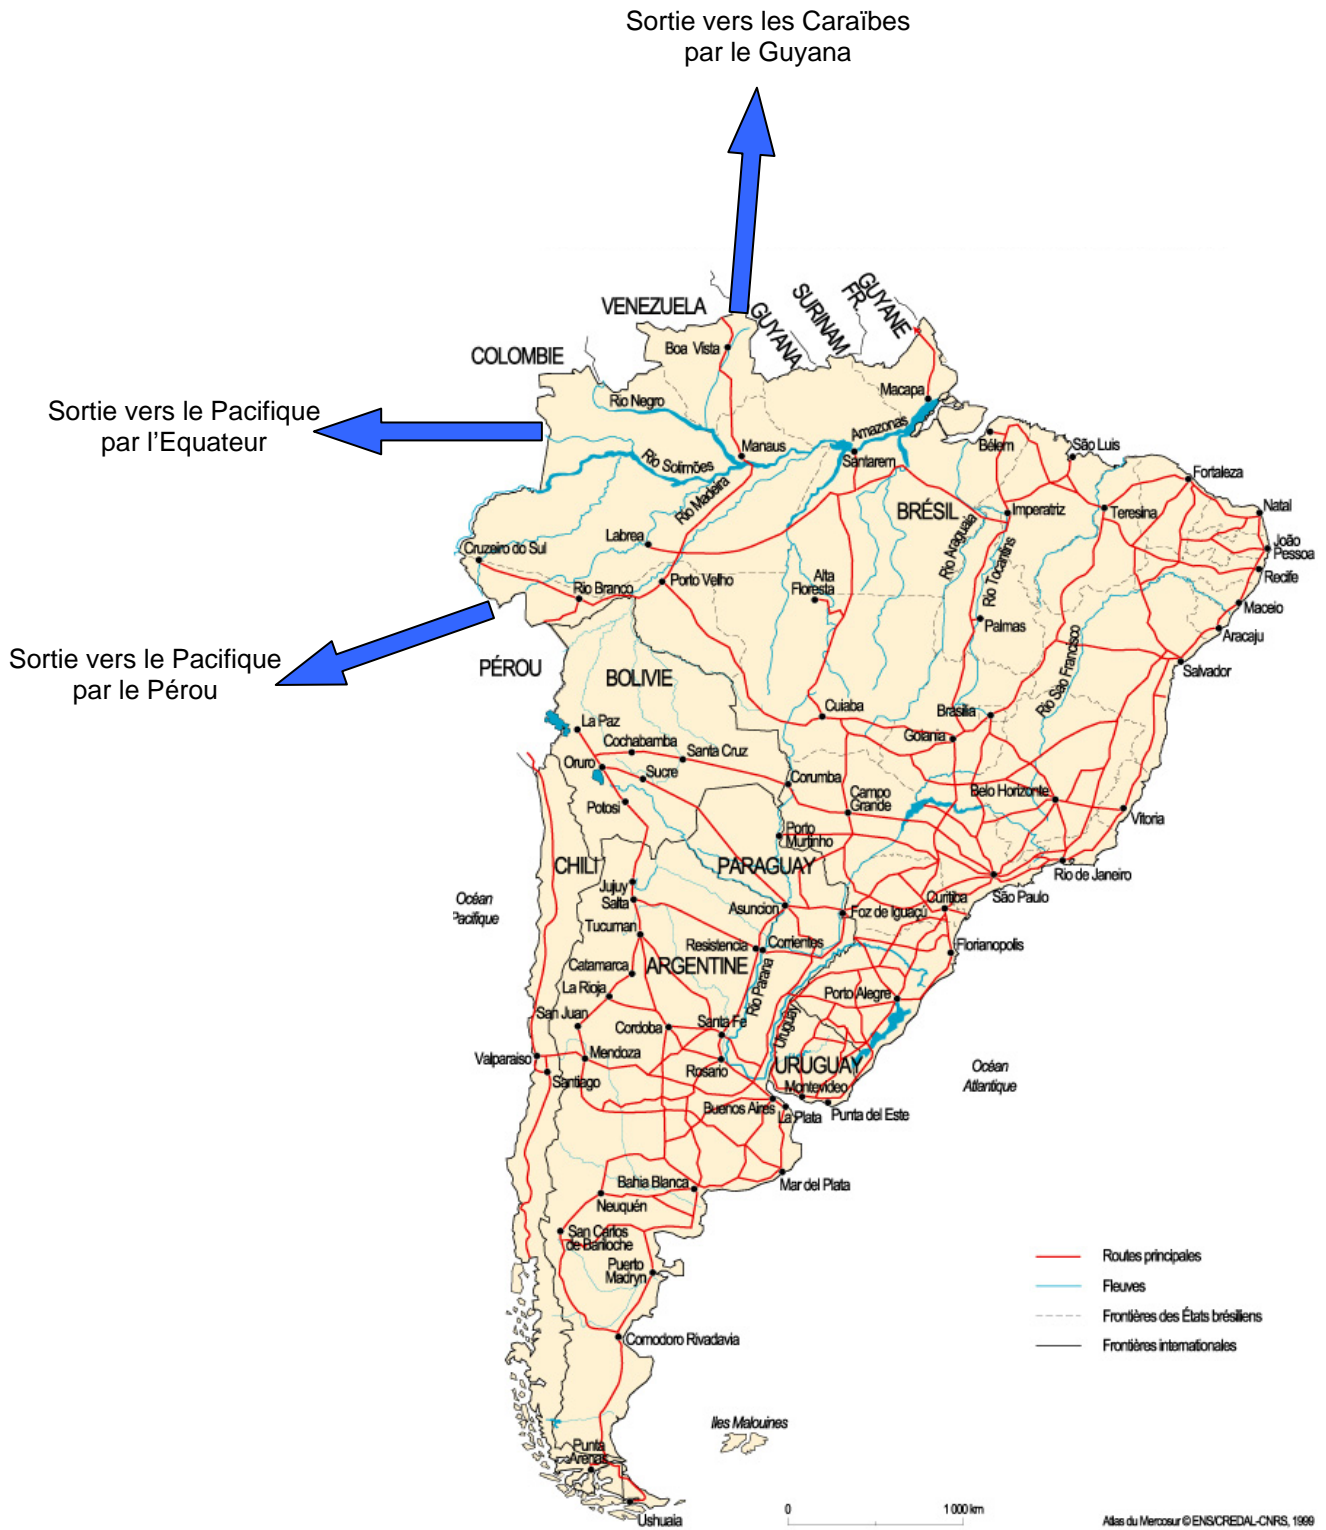 Sortie vers les Caraïbes
par le Guyana
VENEZUELA
GUYANA
SURINAM
GUYANE
FR.
COLOMBIE
Boa Vista
Macapa
Sortie vers le Pacifique
par l'Equateur
Rio Negro
Amazonas
Manaus
Santarem
Bélem
São Luis
Rio Solimões
Rio Madeira
Fortaleza
BRÉSIL
Imperatriz
Teresina
Natal
Rio Araguaia
Rio Tocantins
Labrea
João
Pessoa
Cruzeiro do Sul
Recife
Rio Branco
Porto Velho
Alta
Floresta
Maceio
Palmas
Aracaju
Sortie vers le Pacifique
par le Pérou
PÉROU
BOLIVIE
Rio Sao Francisco
Salvador
La Paz
Cuiaba
Brasilia
Goiania
Cochabamba
Santa Cruz
Oruro
Sucre
Corumba
Campo
Grande
Belo Horizonte
Potosi
Vitoria
Porto
Murtinho
CHILI
PARAGUAY
Rio de Janeiro
Jujuy
Salta
São Paulo
Océan
Pacifique
Asuncion
Foz de Iguaçú
Curitiba
Tucuman
Resistencia
Corrientes
Florianopolis
Catamarca
ARGENTINE
La Rioja
Rio Parana
Porto Alegre
San Juan
Cordoba
Santa Fe
Uruguay
Valparaiso
Mendoza
Rosario
URUGUAY
Santiago
Océan
Atlantique
Montevideo
Buenos Aires
La Plata
Punta del Este
Bahia Blanca
Mar del Plata
Neuquén
San Carlos
de Bariloche
Puerto
Madryn
Routes principales
Fleuves
Frontières des États brésiliens
Comodoro Rivadavia
Frontières internationales
Iles Malouines
Punta
Arenas
Ushuaia
0
1 000 km
Atlas du Mercosur © ENS/CREDAL-CNRS, 1999